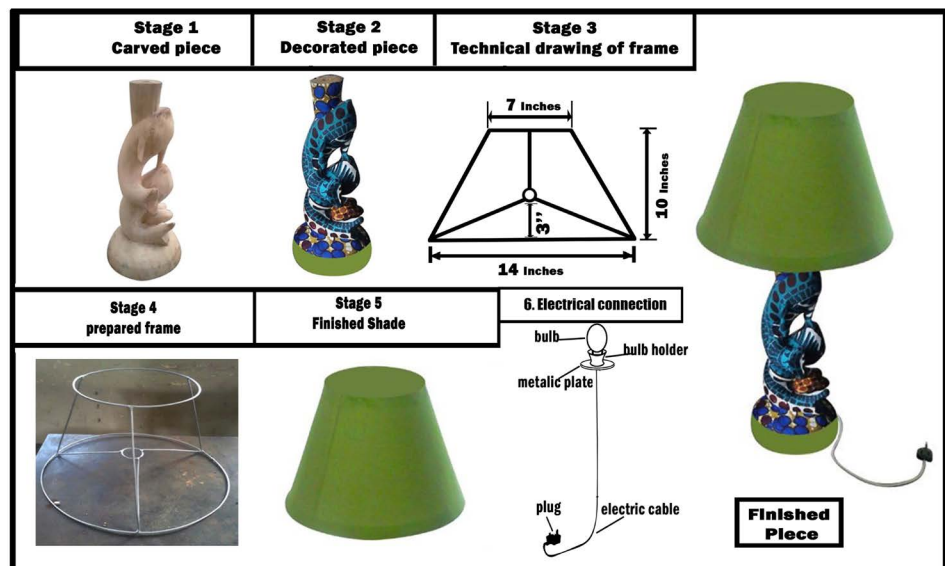 Stage 1
Carved piece
Stage 2
Decorated piece
Stage 3
Technical drawing of frame
7 Inches
10 Inches
3”
14 Inches
Stage 4
prepared frame
Stage 5
Finished Shade
6. Electrical connection
bulb
bulb holder
metalic plate
plug
electric cable
Finished
Piece